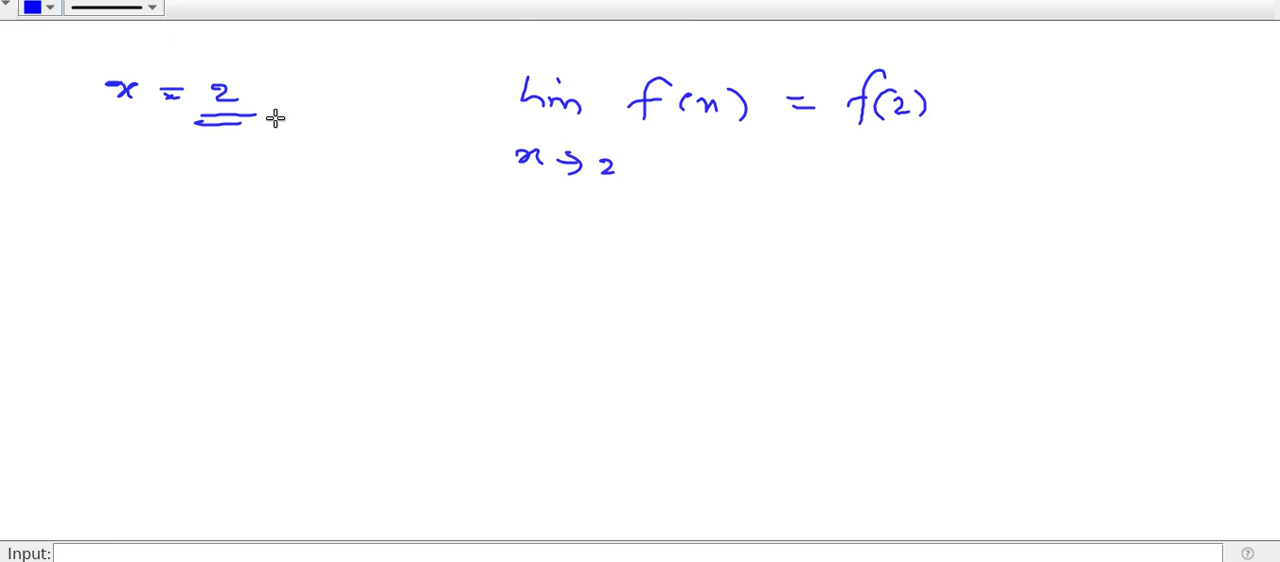 x = 2
lim f(x) = f(2)
x → 2
Input: